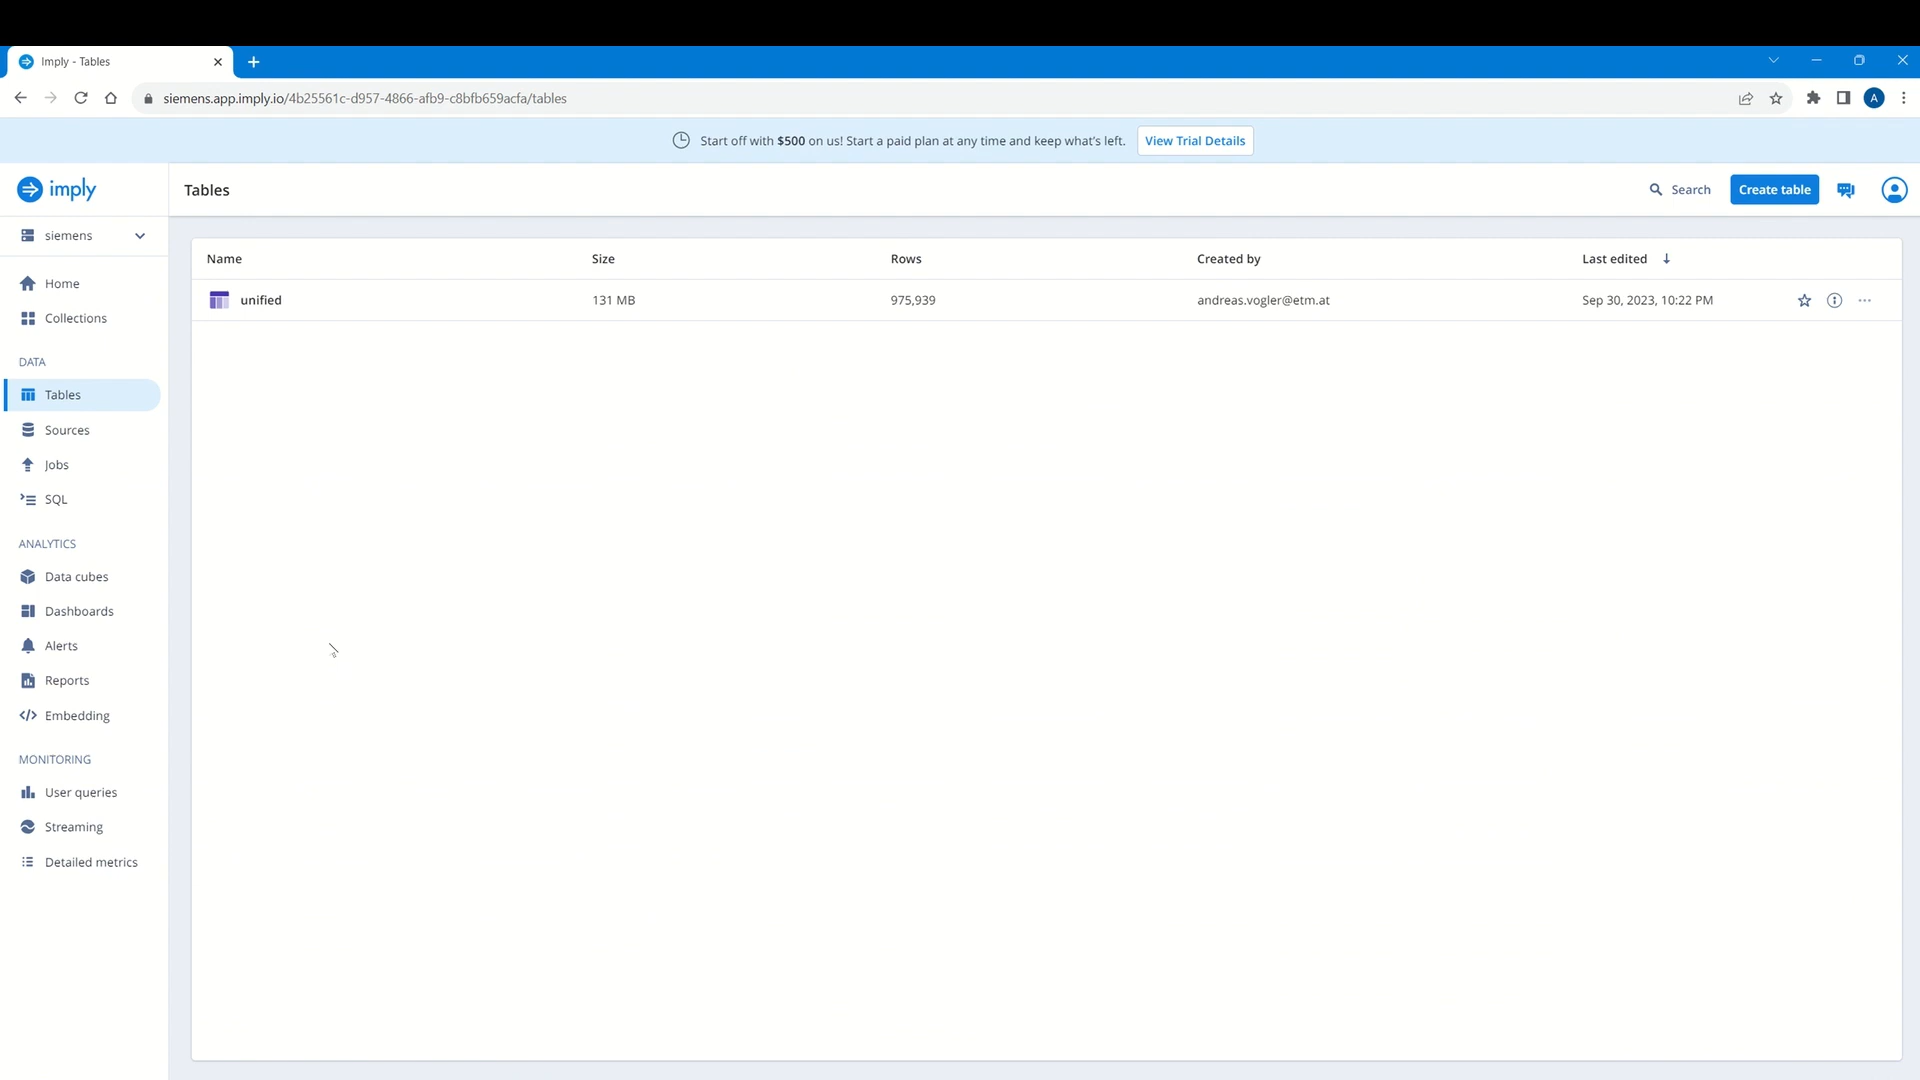 Imply - Tables
siemens.app.imply.io/4b25561c-d957-4866-afb9-c8bfb659acfa/tables
A
Start off with $500 on us! Start a paid plan at any time and keep what's left.
View Trial Details
imply
Tables
Search
Create table
siemens
Home
Collections
DATA
Tables
Sources
Jobs
SQL
ANALYTICS
Data cubes
Dashboards
Alerts
Reports
Embedding
MONITORING
User queries
Streaming
Detailed metrics
Name Size Rows Created by Last edited
unified 131 MB 975,939 andreas.vogler@etm.at Sep 30, 2023, 10:22 PM